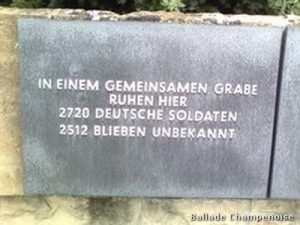 IN EINEM GEMEINSAMEN GRABE
RUHEN HIER
2720 DEUTSCHE SOLDATEN
2512 BLIEBEN UNBEKANNT
Ballade Champenoise